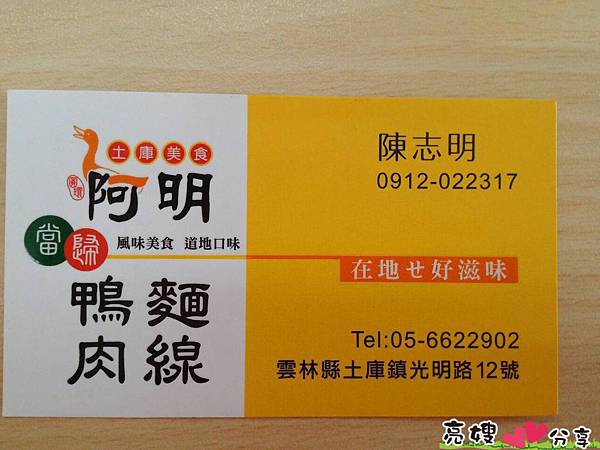 土庫美食
圓環
阿明
當歸
風味美食 道地口味
鴨肉
麵線
陳志明
0912-022317
在地ㄝ好滋味
Tel:05-6622902
雲林縣土庫鎮光明路12號
亮嫂 分享